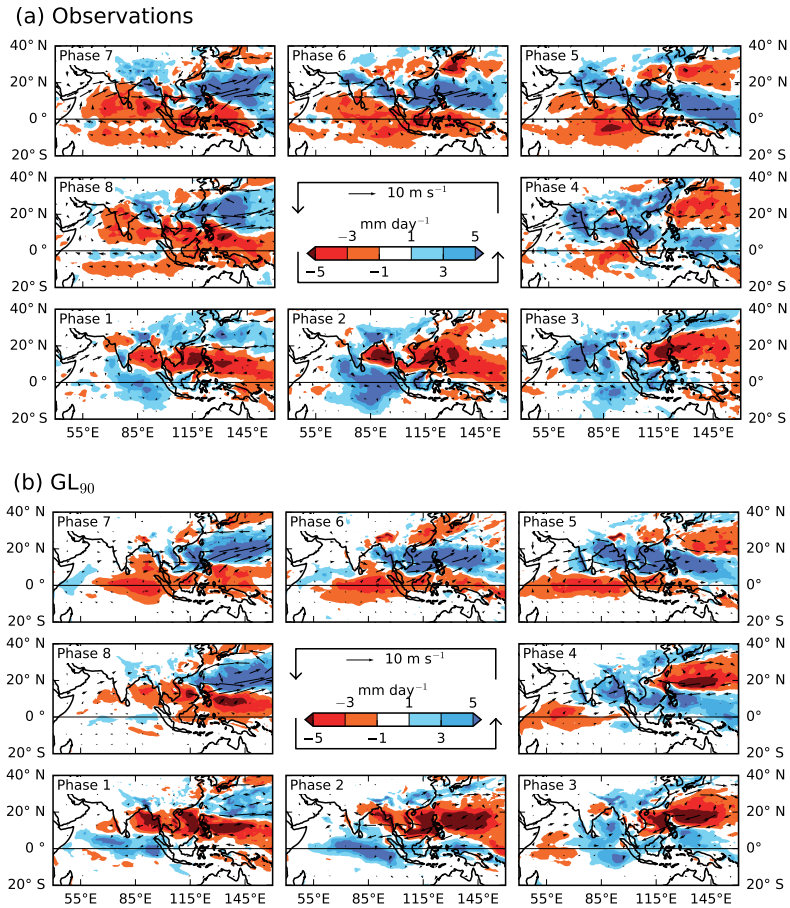 (a) Observations
40° N Phase 7 Phase 6 Phase 5 40° N
20° N 20° N
0° 0°
20° S 20° S
40° N Phase 8 Phase 4 40° N
10 m s⁻¹
20° N 20° N
mm day⁻¹
−3 1 5
0° 0°
−5 −1 3
20° S 20° S
40° N Phase 1 Phase 2 Phase 3 40° N
20° N 20° N
0° 0°
20° S 20° S
55°E 85°E 115°E 145°E 55°E 85°E 115°E 145°E 55°E 85°E 115°E 145°E
(b) GL₉₀
40° N Phase 7 Phase 6 Phase 5 40° N
20° N 20° N
0° 0°
20° S 20° S
40° N Phase 8 Phase 4 40° N
10 m s⁻¹
20° N 20° N
mm day⁻¹
−3 1 5
0° 0°
−5 −1 3
20° S 20° S
40° N Phase 1 Phase 2 Phase 3 40° N
20° N 20° N
0° 0°
20° S 20° S
55°E 85°E 115°E 145°E 55°E 85°E 115°E 145°E 55°E 85°E 115°E 145°E